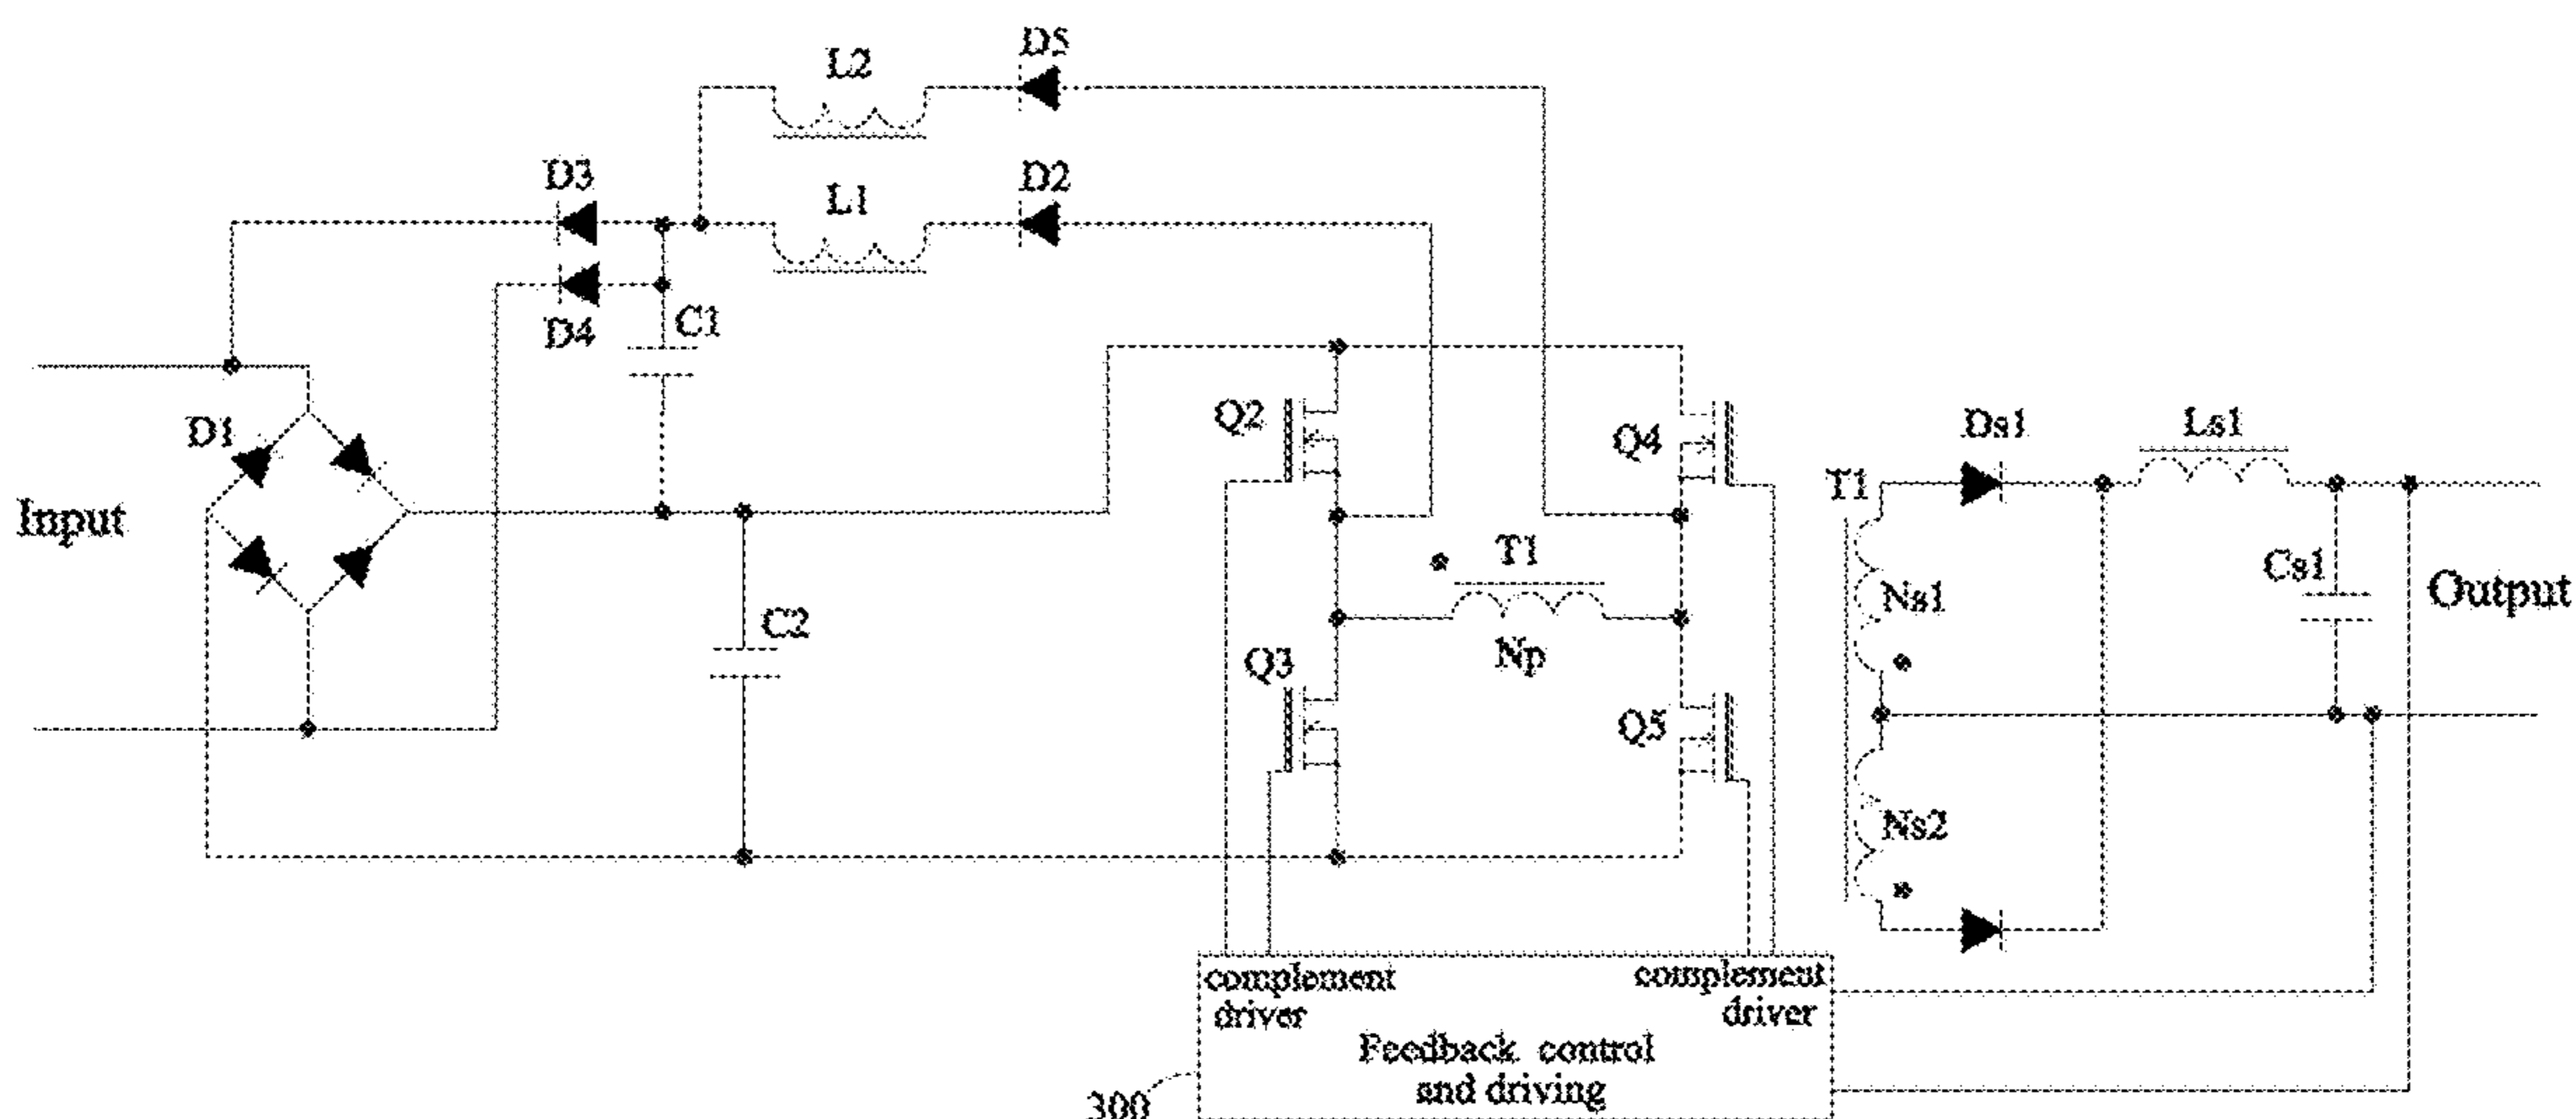 D5
L2
D3
L1
D2
D4
C1
D1
Q2
Q4
Ds1
Ls1
Input
T1
T1
Cs1
Output
Ns1
C2
Q3
Np
Q5
Ns2
complement
driver
complement
driver
Feedback control
and driving
300